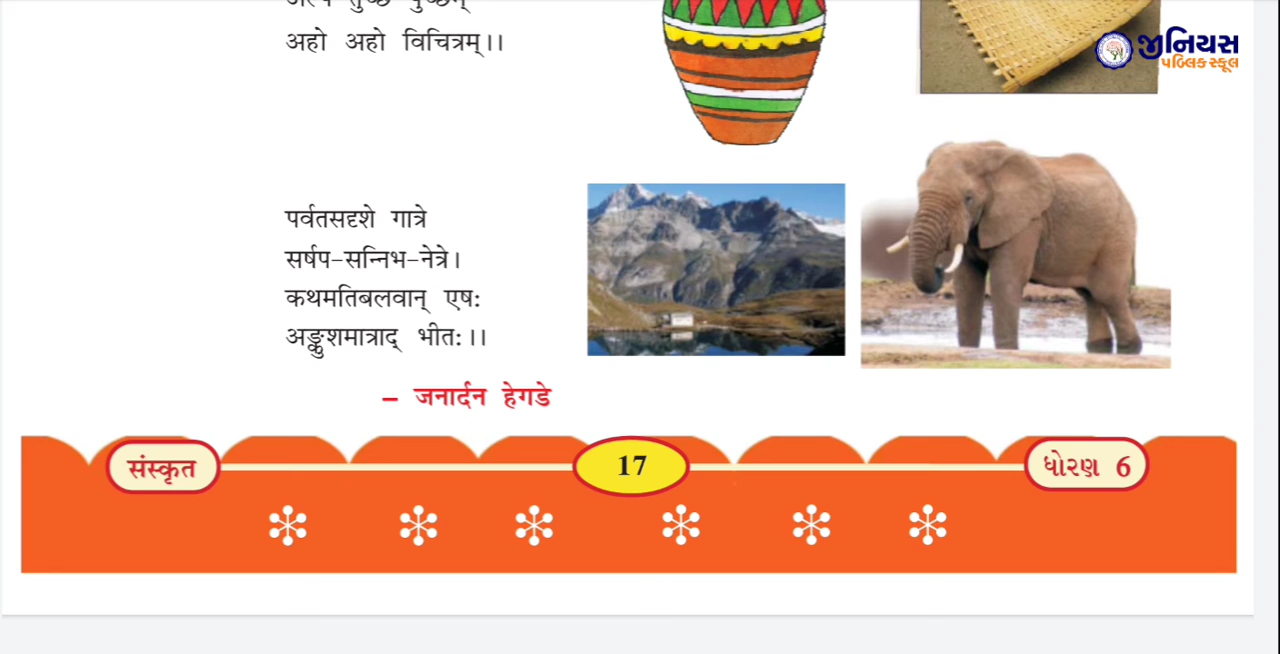 अहो अहो विचित्रम्।।
જીનિયસ
પબ્લિક સ્કૂલ
पर्वतसदृशे गात्रे
सर्षप-सन्निभ-नेत्रे।
कथमतिबलवान् एषः
अङ्कुशमात्राद् भीतः।।
– जनार्दन हेगडे
संस्कृत
17
ધોરણ 6